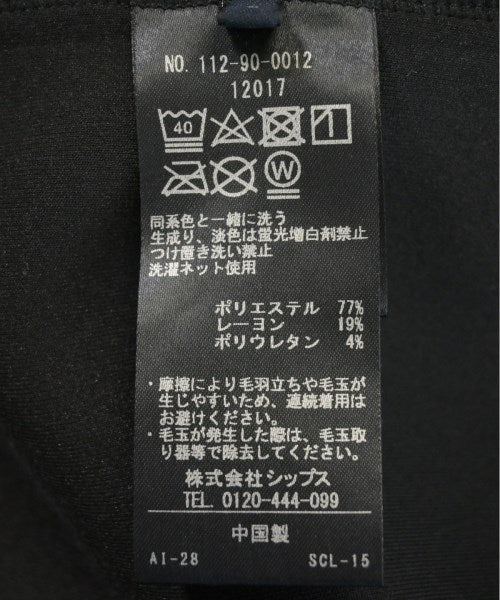 NO. 112-90-0012
12017
40
W
同系色と一緒に洗う
生成り、淡色は蛍光増白剤禁止
つけ置き洗い禁止
洗濯ネット使用
ポリエステル 77%
レーヨン 19%
ポリウレタン 4%
・摩擦により毛羽立ちや毛玉が
生じやすいため、連続着用は
お避けください。
・毛玉が発生した際は、毛玉取
り器等で除去してください。
株式会社シップス
TEL. 0120-444-099
中国製
AI-28 SCL-15